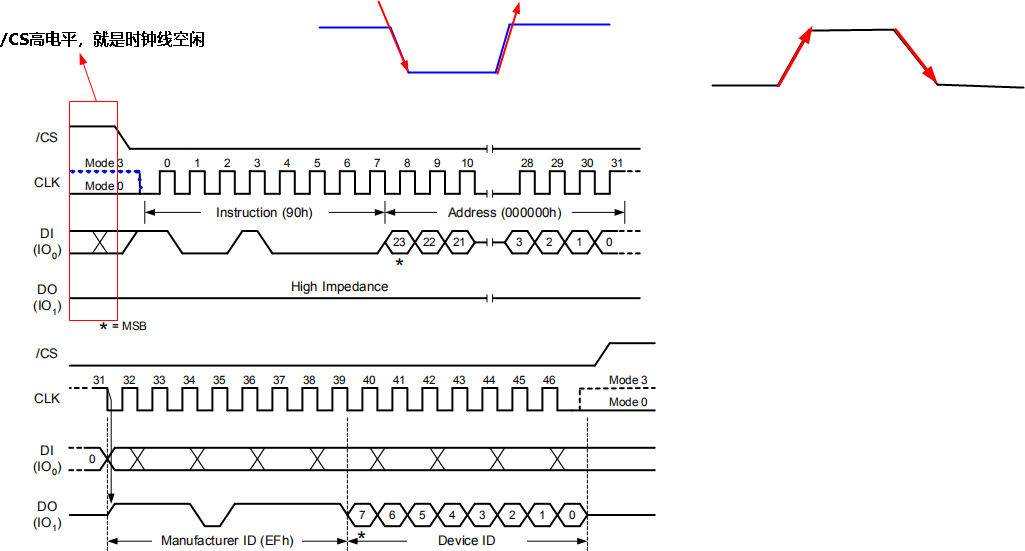 /CS高电平，就是时钟线空闲
/CS
Mode 3
0 1 2 3 4 5 6 7 8 9 10 28 29 30 31
CLK
Mode 0
Instruction (90h)
Address (000000h)
DI
(IO0)
23 22 21 3 2 1 0
*
DO
(IO1)
High Impedance
* = MSB
/CS
31 32 33 34 35 36 37 38 39 40 41 42 43 44 45 46
Mode 3
CLK
Mode 0
DI
(IO0)
0
DO
(IO1)
7 6 5 4 3 2 1 0
*
Manufacturer ID (EFh)
Device ID